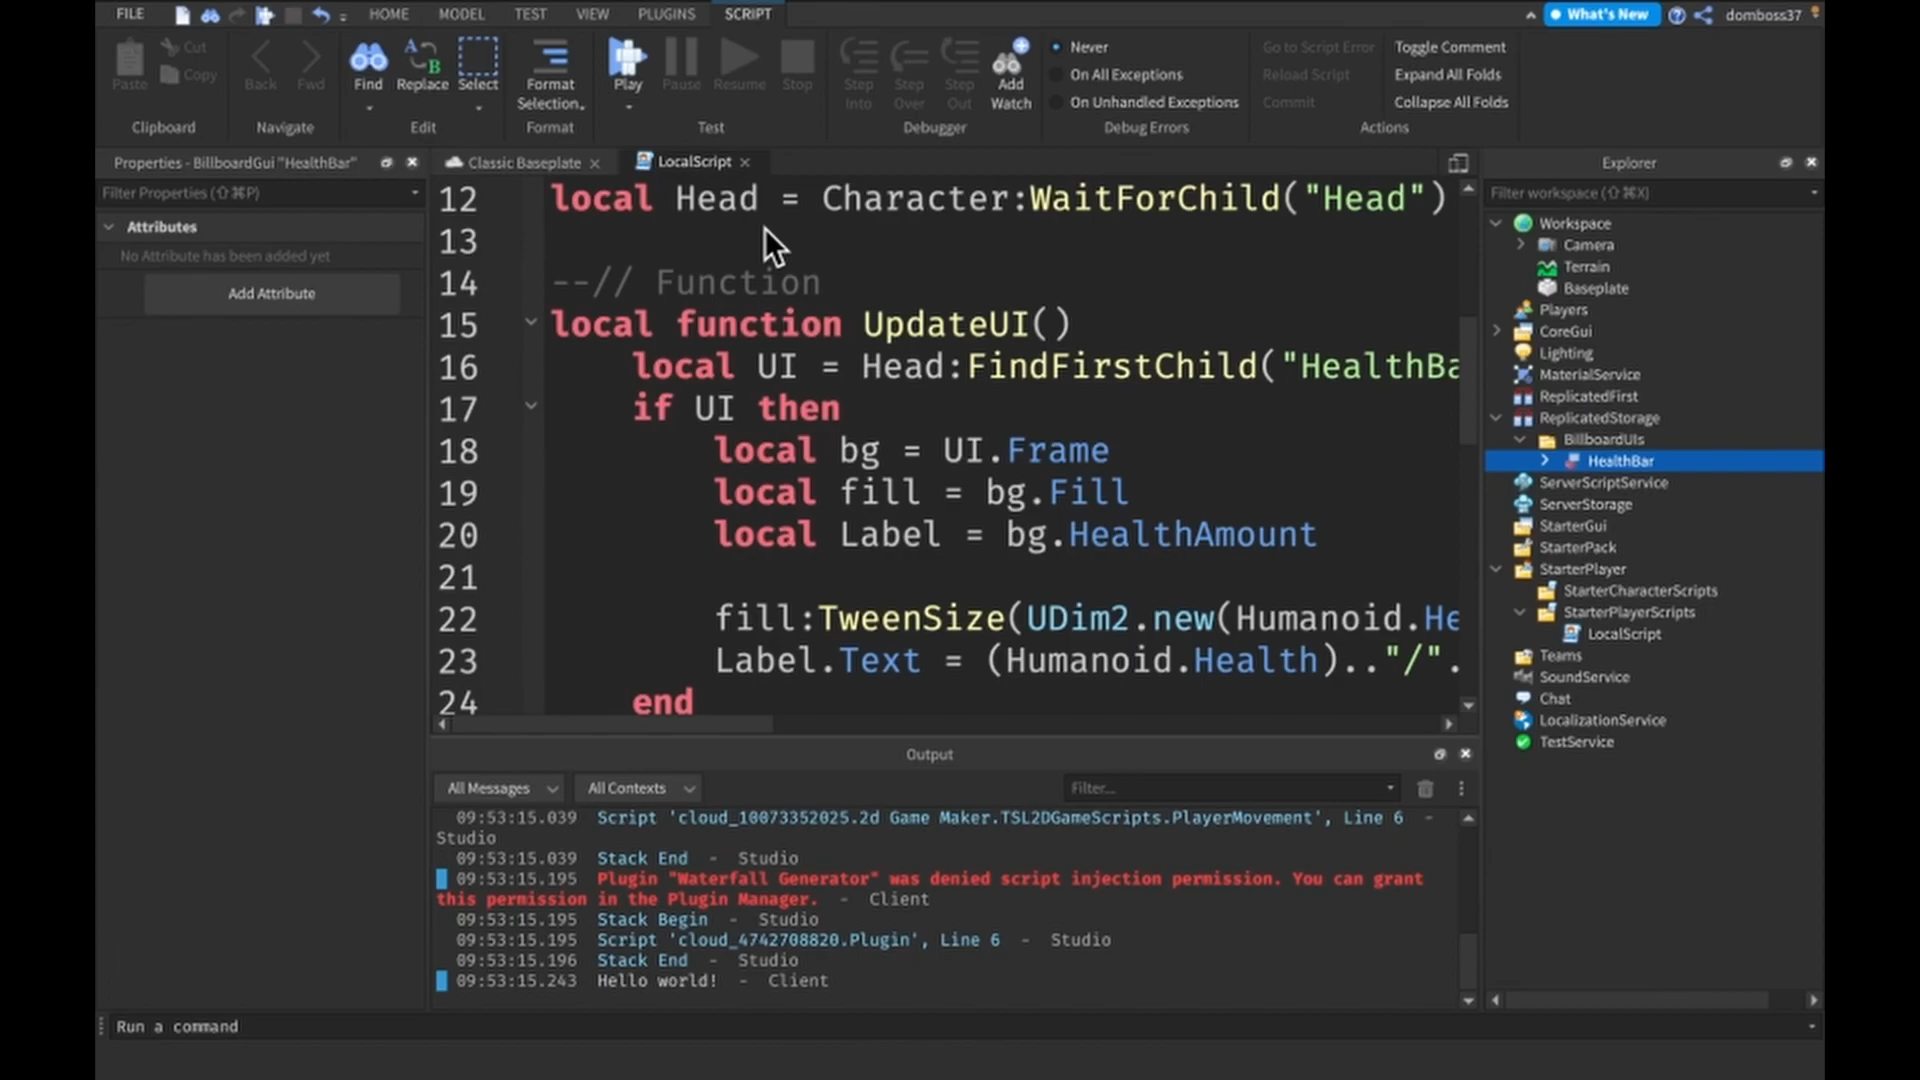 FILE HOME MODEL TEST VIEW PLUGINS SCRIPT What's New domboss37
Paste Cut Copy Back Fwd Find Replace Select Format Selection Play Pause Resume Stop Step Into Step Over Step Out Add Watch
Never
On All Exceptions
On Unhandled Exceptions
Go to Script Error
Reload Script
Commit
Toggle Comment
Expand All Folds
Collapse All Folds
Clipboard Navigate Edit Format Test Debugger Debug Errors Actions
Properties - BillboardGui "HealthBar"
Filter Properties (⇧⌘P)
Attributes
No Attribute has been added yet
Add Attribute
Classic Baseplate LocalScript
12 local Head = Character:WaitForChild("Head")
13
14 --// Function
15 local function UpdateUI()
16 local UI = Head:FindFirstChild("HealthBa
17 if UI then
18 local bg = UI.Frame
19 local fill = bg.Fill
20 local Label = bg.HealthAmount
21
22 fill:TweenSize(UDim2.new(Humanoid.He
23 Label.Text = (Humanoid.Health).."/".
24 end
Output
All Messages All Contexts Filter...
09:53:15.039 Script 'cloud_10073352025.2d Game Maker.TSL2DGameScripts.PlayerMovement', Line 6 -
Studio
09:53:15.039 Stack End - Studio
09:53:15.195 Plugin "Waterfall Generator" was denied script injection permission. You can grant
this permission in the Plugin Manager. - Client
09:53:15.195 Stack Begin - Studio
09:53:15.195 Script 'cloud_4742708820.Plugin', Line 6 - Studio
09:53:15.196 Stack End - Studio
09:53:15.243 Hello world! - Client
Run a command
Explorer
Filter workspace (⇧⌘X)
Workspace
Camera
Terrain
Baseplate
Players
CoreGui
Lighting
MaterialService
ReplicatedFirst
ReplicatedStorage
BillboardUIs
HealthBar
ServerScriptService
ServerStorage
StarterGui
StarterPack
StarterPlayer
StarterCharacterScripts
StarterPlayerScripts
LocalScript
Teams
SoundService
Chat
LocalizationService
TestService